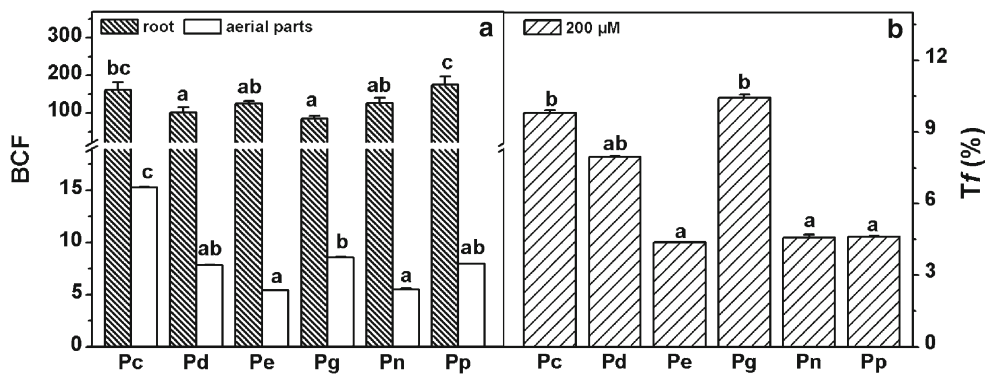 root aerial parts a
200 µM b
BCF
300
200
100
15
10
5
0
bc a ab a ab c
c ab a b a ab
Pc Pd Pe Pg Pn Pp
b ab a b a a
Pc Pd Pe Pg Pn Pp
12
9
6
3
0
Tf (%)